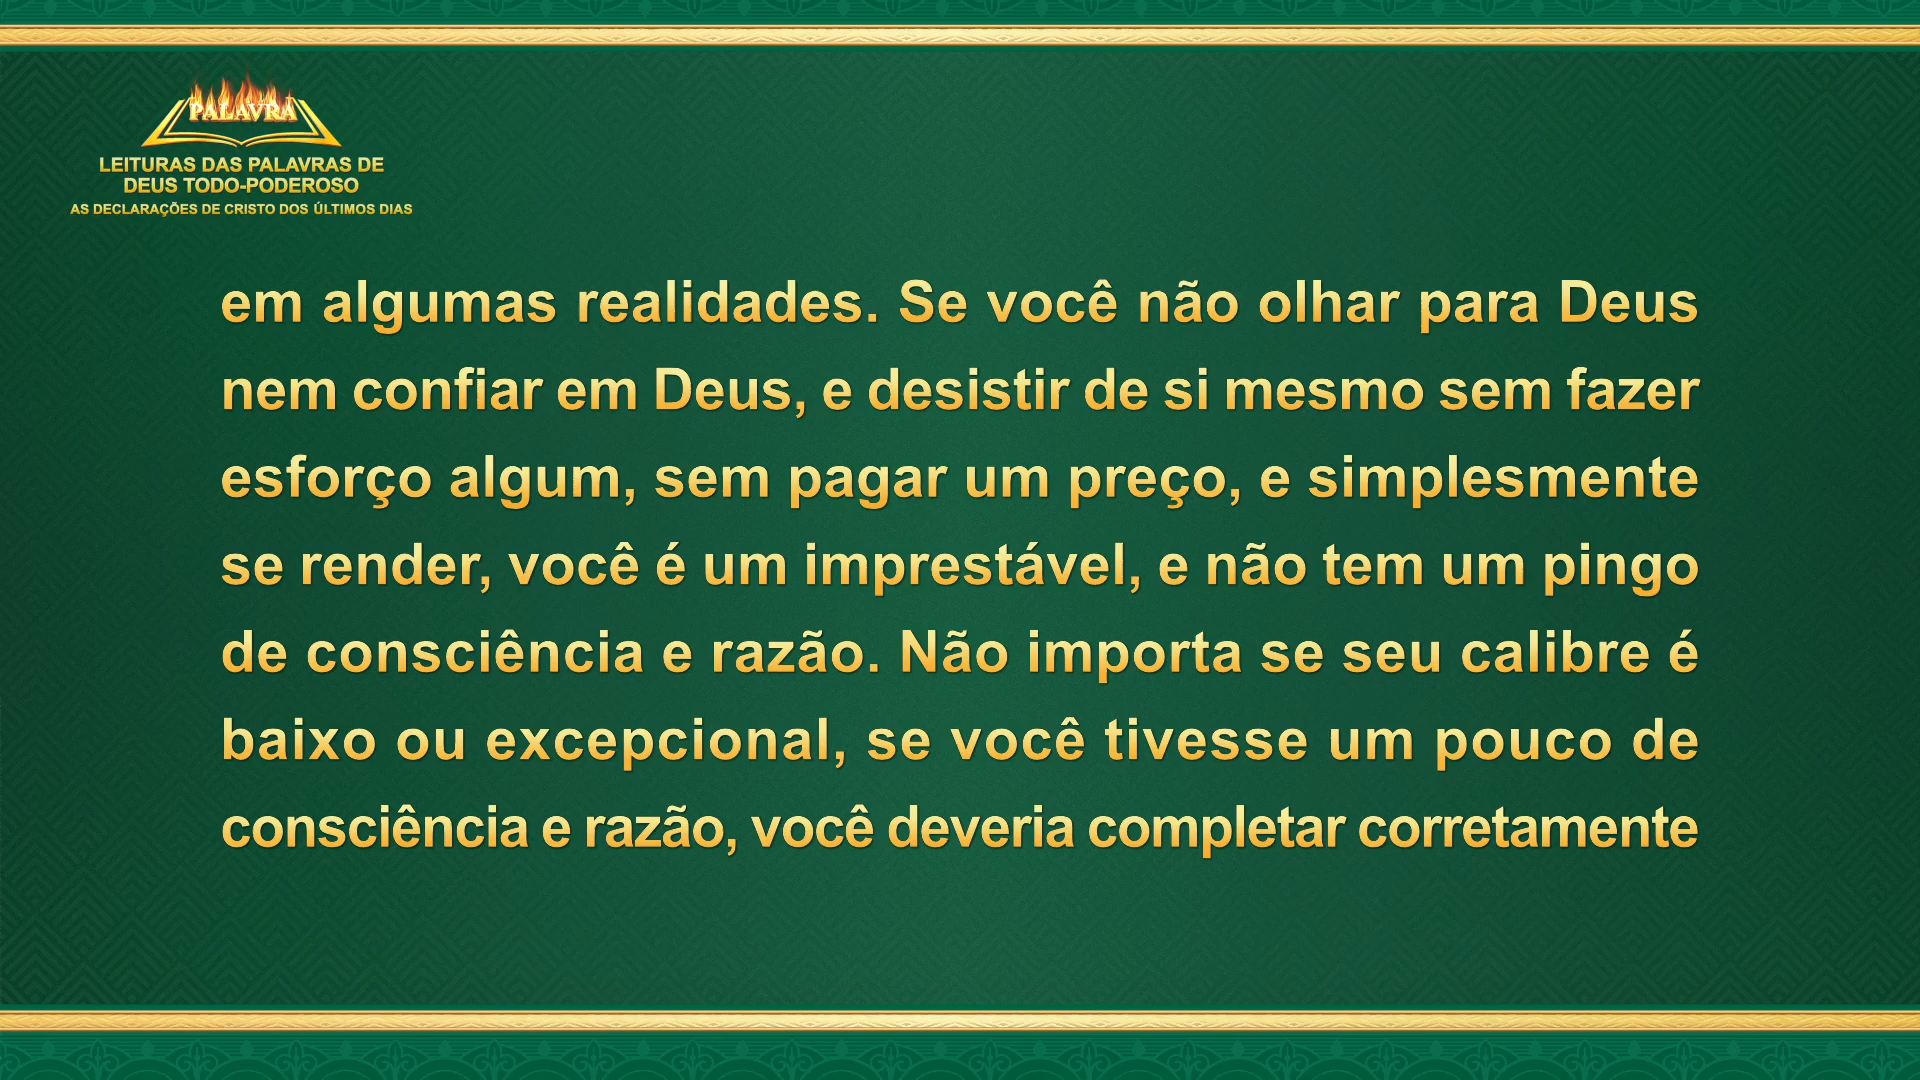 PALAVRA
LEITURAS DAS PALAVRAS DE
DEUS TODO-PODEROSO
AS DECLARAÇÕES DE CRISTO DOS ÚLTIMOS DIAS
em algumas realidades. Se você não olhar para Deus
nem confiar em Deus, e desistir de si mesmo sem fazer
esforço algum, sem pagar um preço, e simplesmente
se render, você é um imprestável, e não tem um pingo
de consciência e razão. Não importa se seu calibre é
baixo ou excepcional, se você tivesse um pouco de
consciência e razão, você deveria completar corretamente